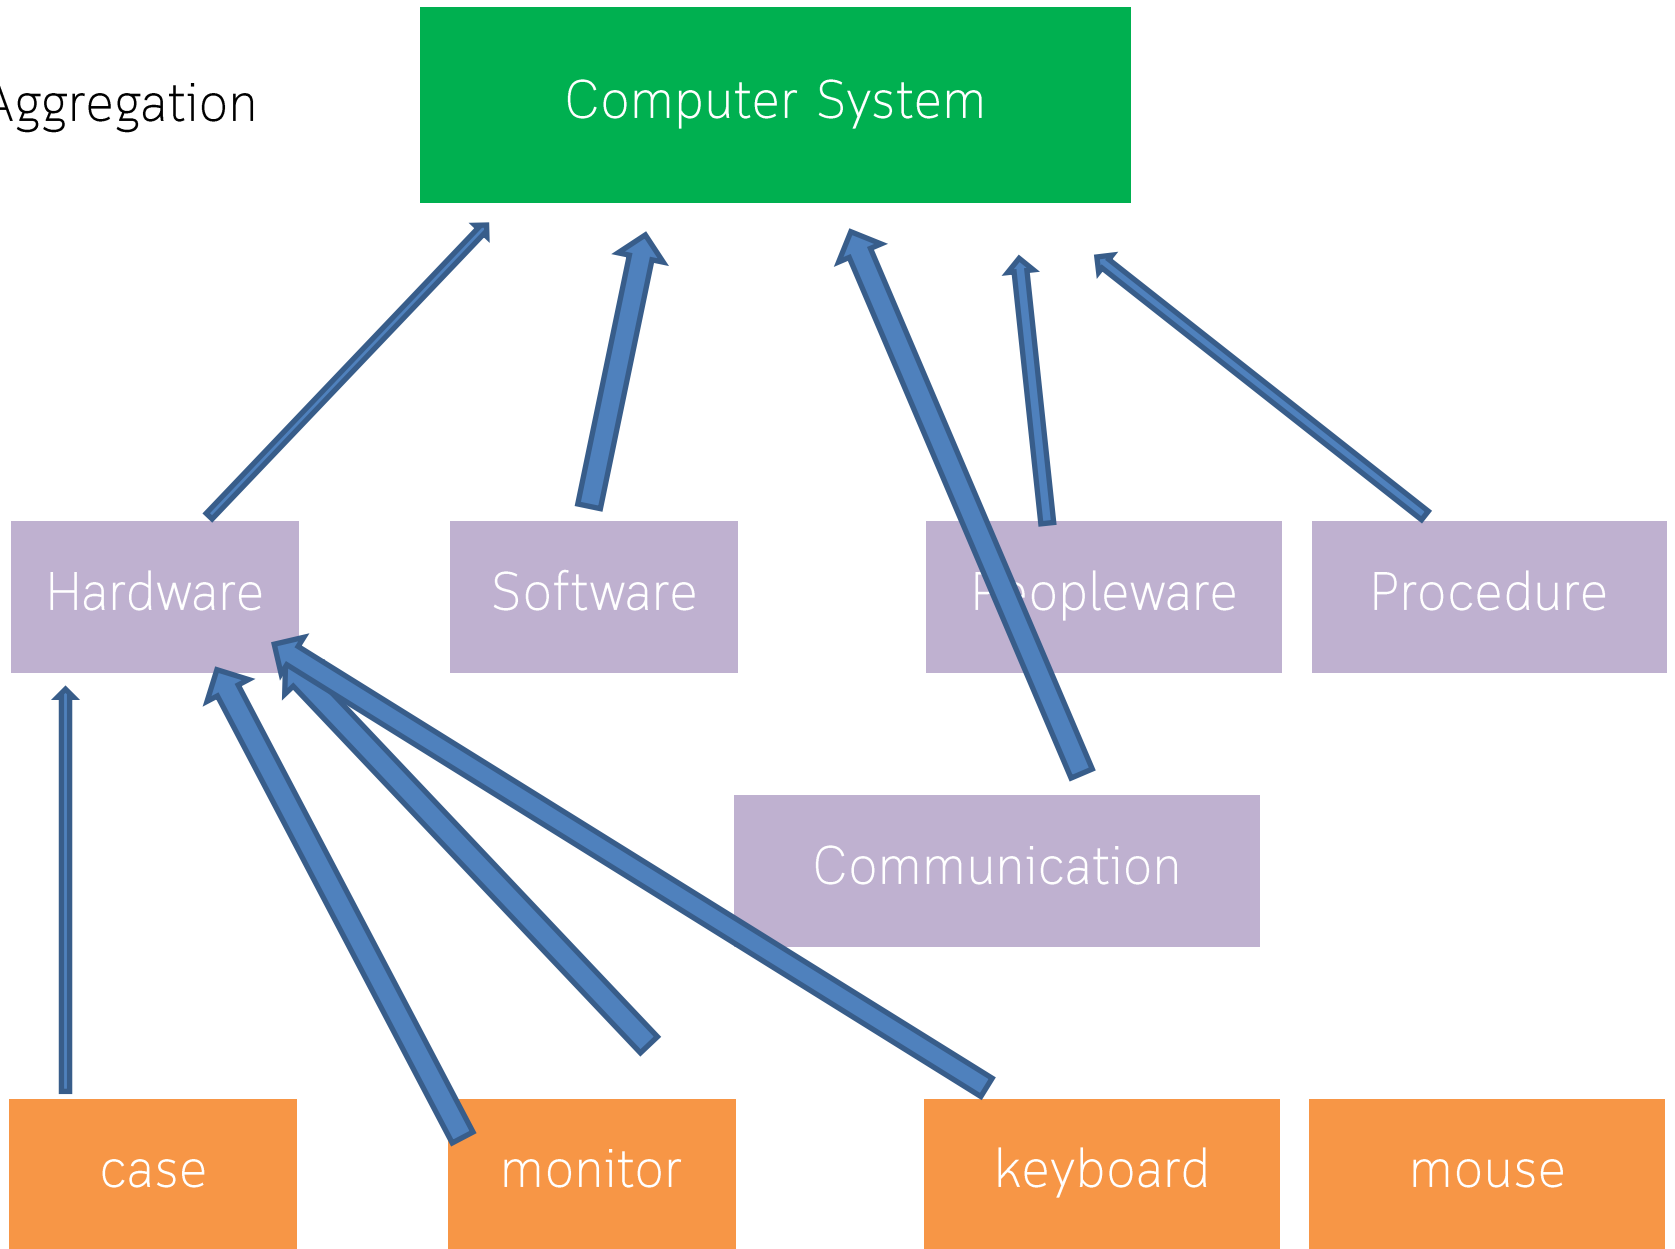 Aggregation
Computer System
Hardware
Software
Peopleware
Procedure
Communication
case
monitor
keyboard
mouse